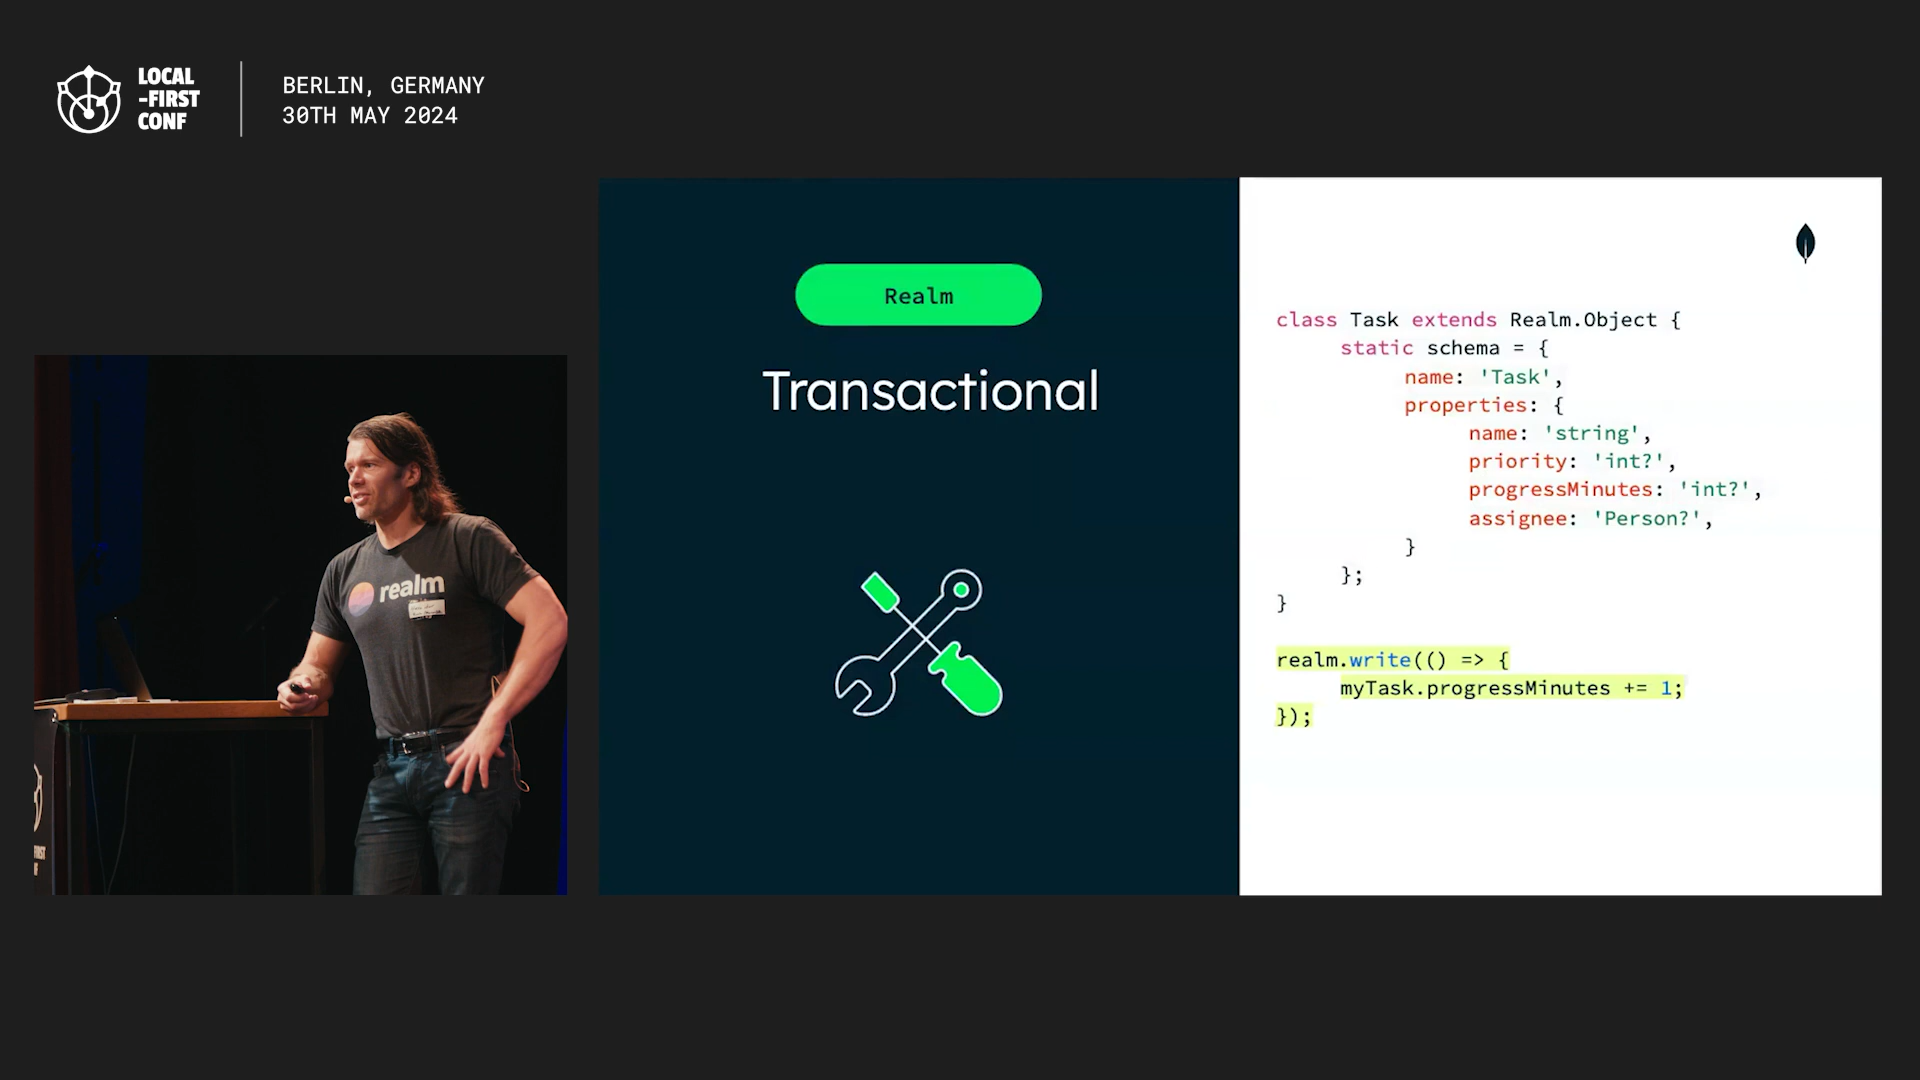 LOCAL
-FIRST
CONF
BERLIN, GERMANY
30TH MAY 2024
realm
Realm
Transactional
class Task extends Realm.Object {
static schema = {
name: 'Task',
properties: {
name: 'string',
priority: 'int?',
progressMinutes: 'int?',
assignee: 'Person?',
}
};
}
realm.write(() => {
myTask.progressMinutes += 1;
});